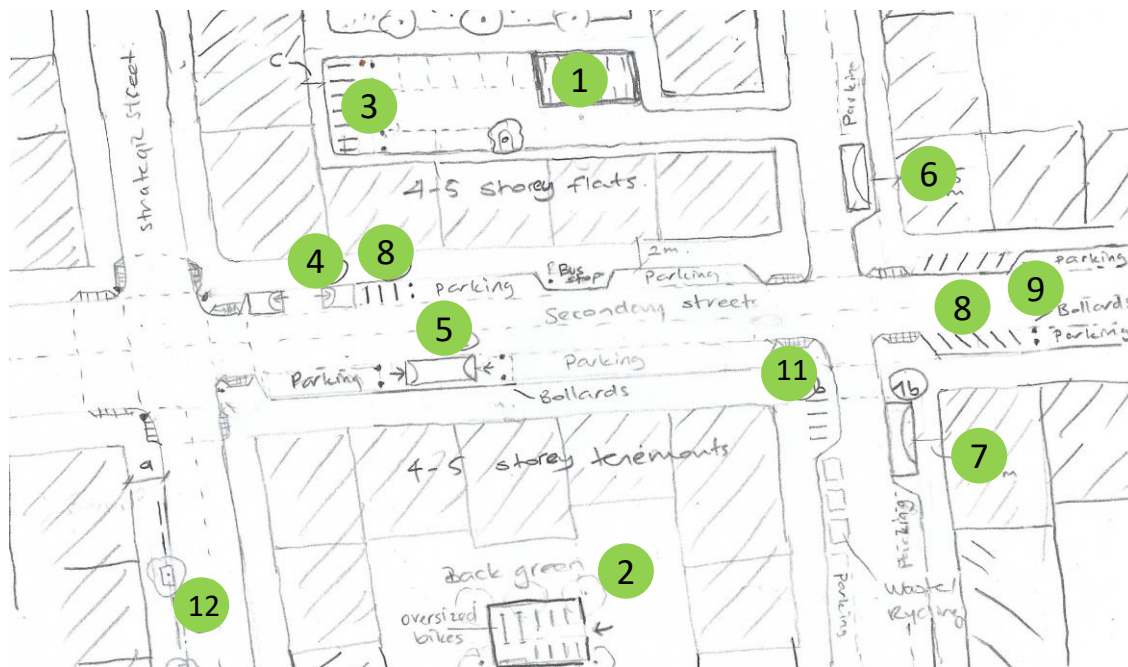 strategic street.
C
1
3
4-5 storey flats.
Parking
6
m
4
8
Parking
Bus
stop
2m
Parking
Parking
8
9
Secondary street
Bollards
Parking
5
Parking
Parking
Bollards
11
b
1b
a
4-5 storey tenements
7
m
Parking
Back green
2
12
oversized
bikes
Parking
Waste/
Rycling